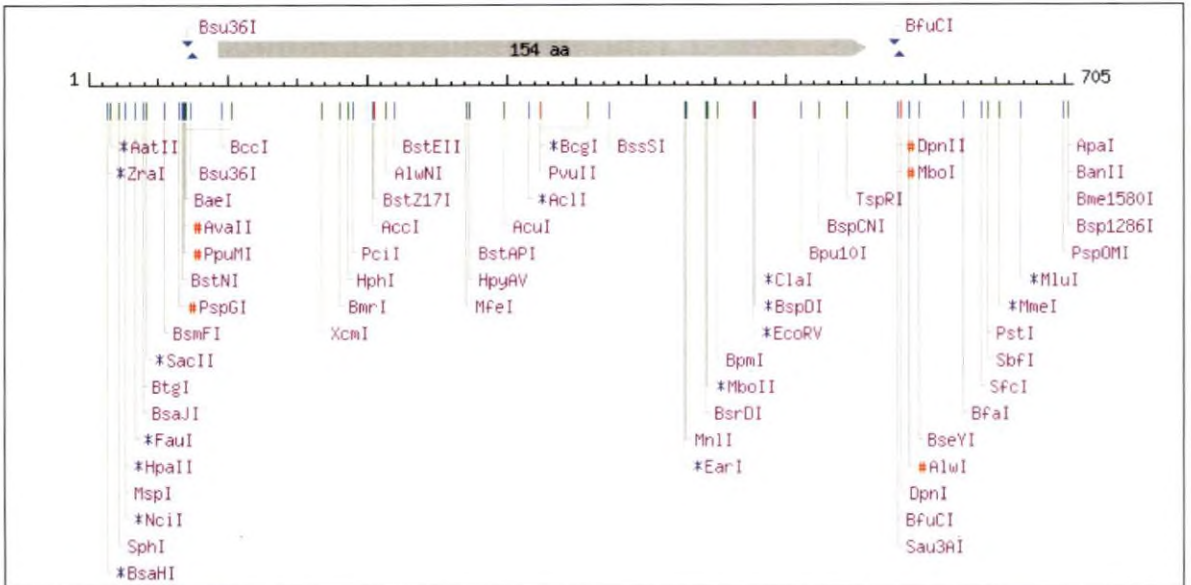 Bsu36I BfuCI
154 aa
1 705
*AatII BccI BstEII *BcgI BssSI #DpnII ApaI
*ZraI Bsu36I AlwNI PvuII #MboI BanII
BaeI BstZ17I *AclI TspRI Bme1580I
#AvaII AccI AcuI BspCNI Bsp1286I
#PpuMI PciI BstAPI Bpu10I PspOMI
BstNI HphI HpyAV *ClaI *MluI
#PspGI BmrI MfeI *BspDI *MmeI
BsmFI XcmI *EcoRV PstI
*SacII BpmI SbfI
BtgI *MboII SfcI
BsaJI BsrDI BfaI
*FauI MnlI BseYI
*HpaII *EarI #AlwI
MspI DpnI
*NciI BfuCI
SphI Sau3AI
*BsaHI